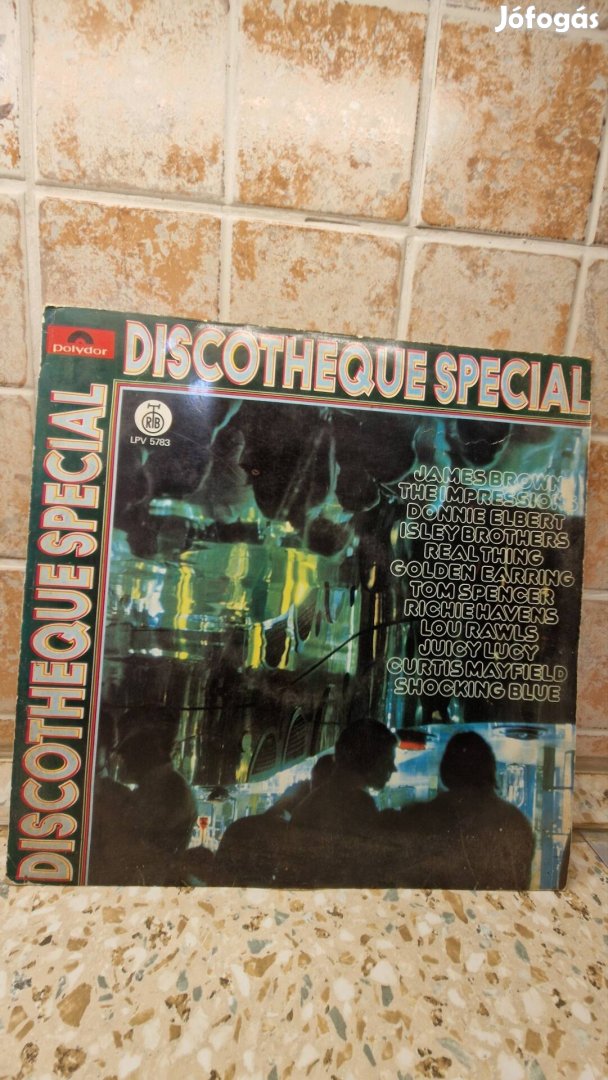 Jófogás
polydor
DISCOTHEQUE SPECIAL
DISCOTHEQUE SPECIAL
RTB
LPV 5783
JAMES BROWN
THE IMPRESSIONS
DONNIE ELBERT
ISLEY BROTHERS
REAL THING
GOLDEN EARRING
TOM SPENCER
RICHIE HAVENS
LOU RAWLS
JUICY LUCY
CURTIS MAYFIELD
SHOCKING BLUE